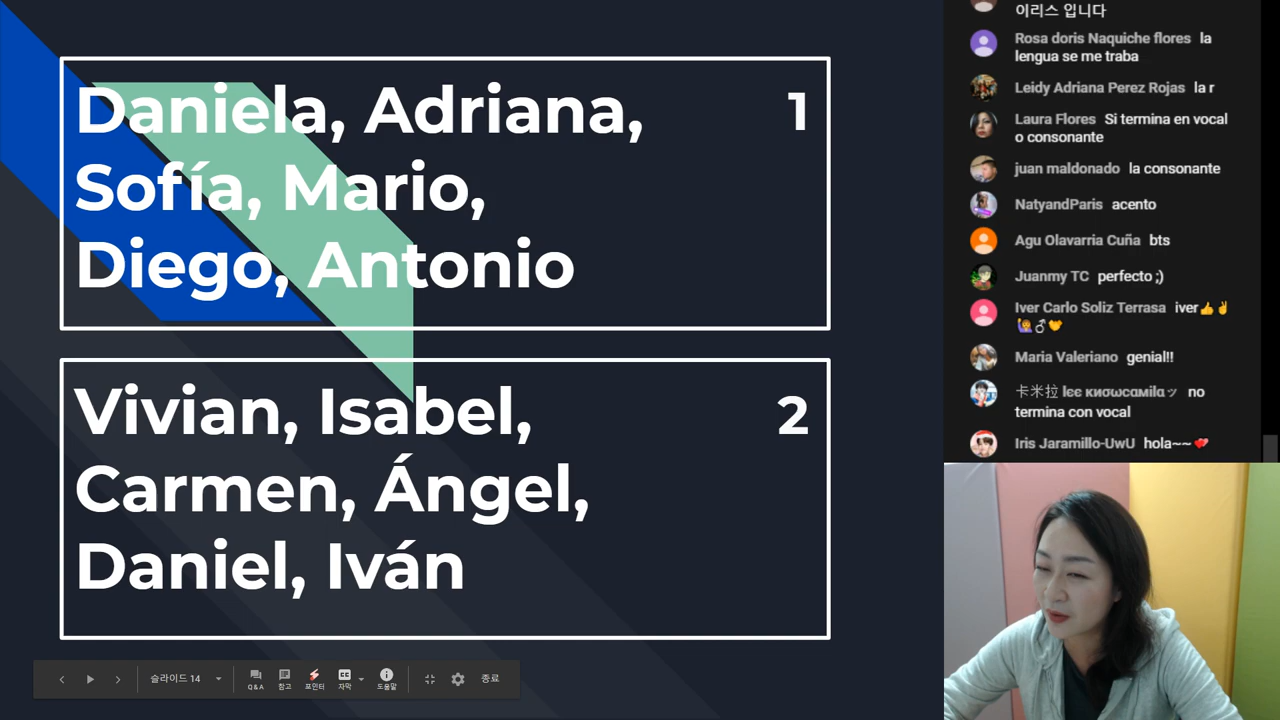 Daniela, Adriana,
Sofía, Mario,
Diego, Antonio
1
Vivian, Isabel,
Carmen, Ángel,
Daniel, Iván
2
슬라이드 14
Q&A
참고
포인터
자막
도움말
종료
이리스 입니다
Rosa doris Naquiche flores la
lengua se me traba
Leidy Adriana Perez Rojas la r
Laura Flores Si termina en vocal
o consonante
juan maldonado la consonante
NatyandParis acento
Agu Olavarria Cuña bts
Juanmy TC perfecto ;)
Iver Carlo Soliz Terrasa iver👍✌
🙋♂💛
Maria Valeriano genial!!
卡米拉 lєє киσωcαмilαッ no
termina con vocal
Iris Jaramillo-UwU hola~~💕